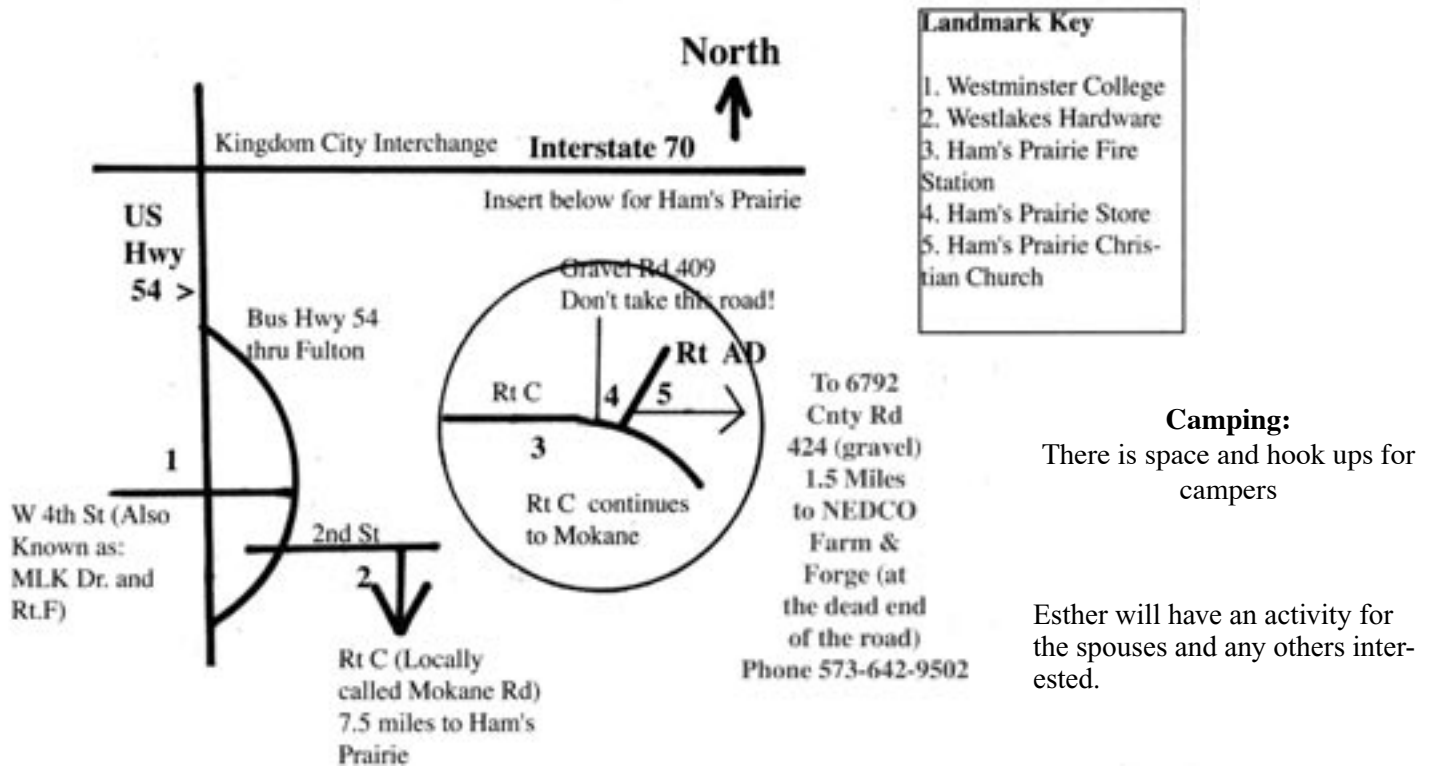 North
Kingdom City Interchange
Interstate 70
Insert below for Ham's Prairie
US
Hwy
54 >
Bus Hwy 54
thru Fulton
1
W 4th St (Also
Known as:
MLK Dr. and
Rt.F)
2nd St
2
Rt C (Locally
called Mokane Rd)
7.5 miles to Ham's
Prairie
Gravel Rd 409
Don't take this road!
Rt AD
Rt C
4
5
3
Rt C continues
to Mokane
To 6792
Cnty Rd
424 (gravel)
1.5 Miles
to NEDCO
Farm &
Forge (at
the dead end
of the road)
Phone 573-642-9502
Landmark Key
1. Westminster College
2. Westlakes Hardware
3. Ham's Prairie Fire
Station
4. Ham's Prairie Store
5. Ham's Prairie Chris-
tian Church
Camping:
There is space and hook ups for
campers
Esther will have an activity for
the spouses and any others inter-
ested.